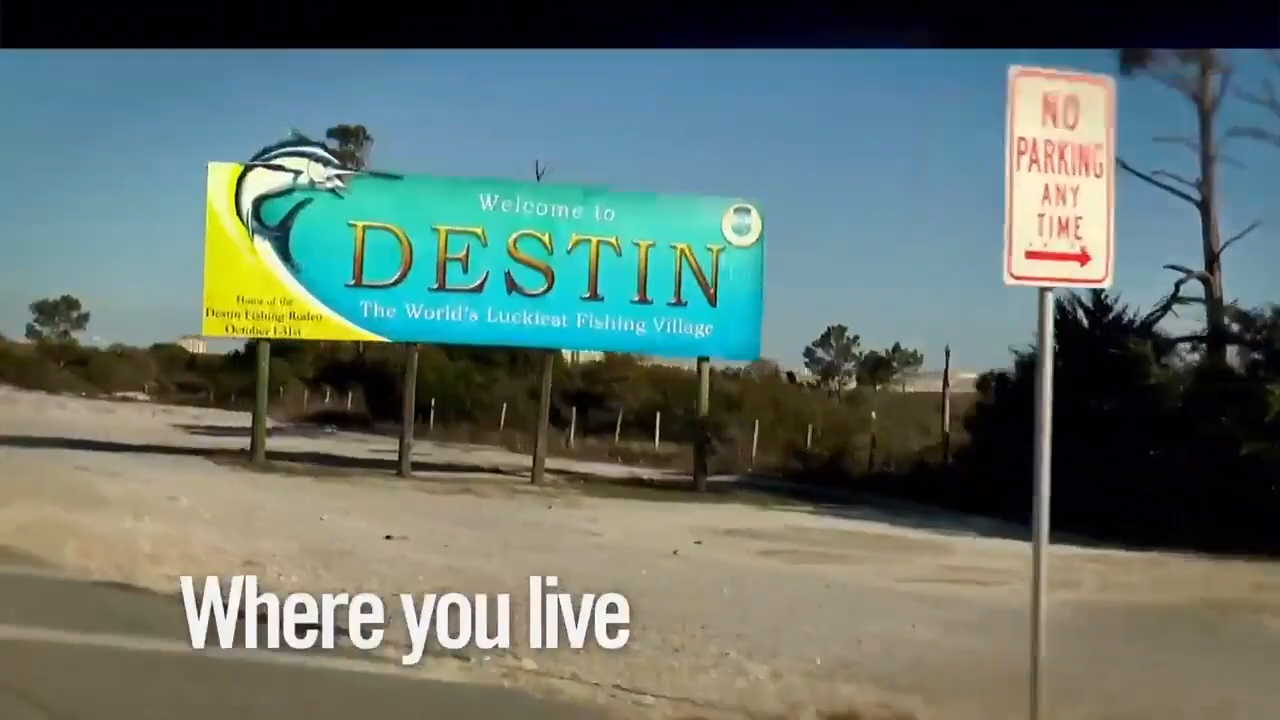 Welcome to
DESTIN
The World's Luckiest Fishing Village
Home of the
Destin Fishing Rodeo
October 1-31st
NO
PARKING
ANY
TIME
Where you live